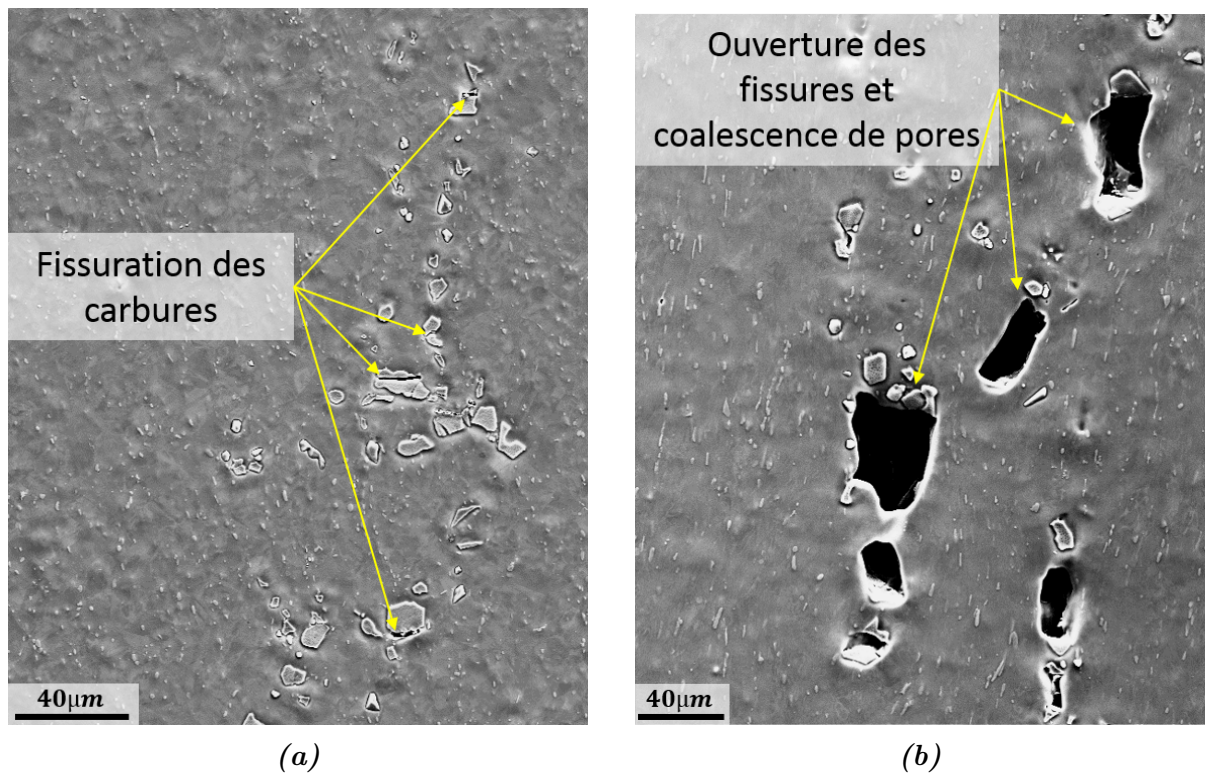 Fissuration des
carbures
40μm
(a)
Ouverture des
fissures et
coalescence de pores
40μm
(b)